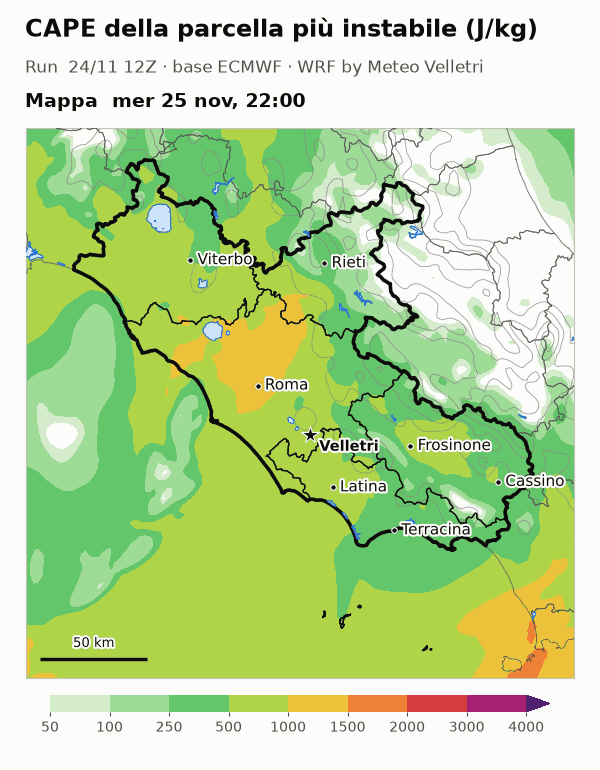 CAPE della parcella più instabile (J/kg)
Run  24/11 12Z · base ECMWF · WRF by Meteo Velletri
Mappa  mer 25 nov, 22:00
Viterbo
Rieti
Roma
Velletri
Frosinone
Cassino
Latina
Terracina
50 km
50 100 250 500 1000 1500 2000 3000 4000